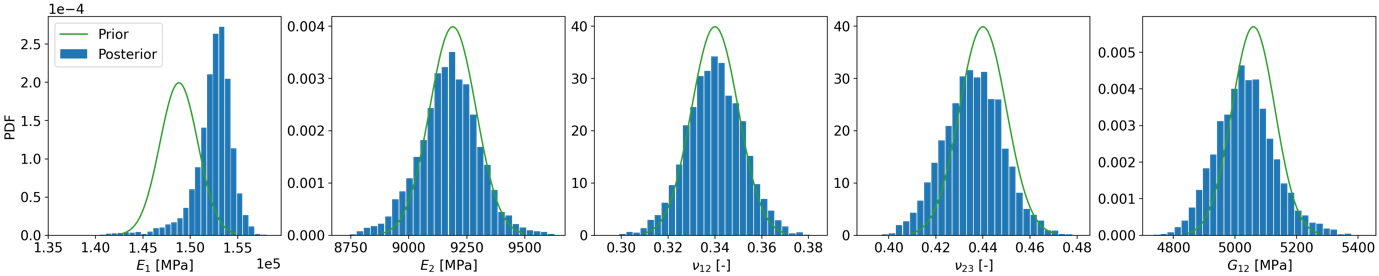 1e−4
Prior
Posterior
PDF
2.5
2.0
1.5
1.0
0.5
0.0
1.35 1.40 1.45 1.50 1.55
1e5
E₁ [MPa]
0.004
0.003
0.002
0.001
0.000
8750 9000 9250 9500
E₂ [MPa]
40
30
20
10
0
0.30 0.32 0.34 0.36 0.38
ν₁₂ [-]
40
30
20
10
0
0.40 0.42 0.44 0.46 0.48
ν₂₃ [-]
0.005
0.004
0.003
0.002
0.001
0.000
4800 5000 5200 5400
G₁₂ [MPa]